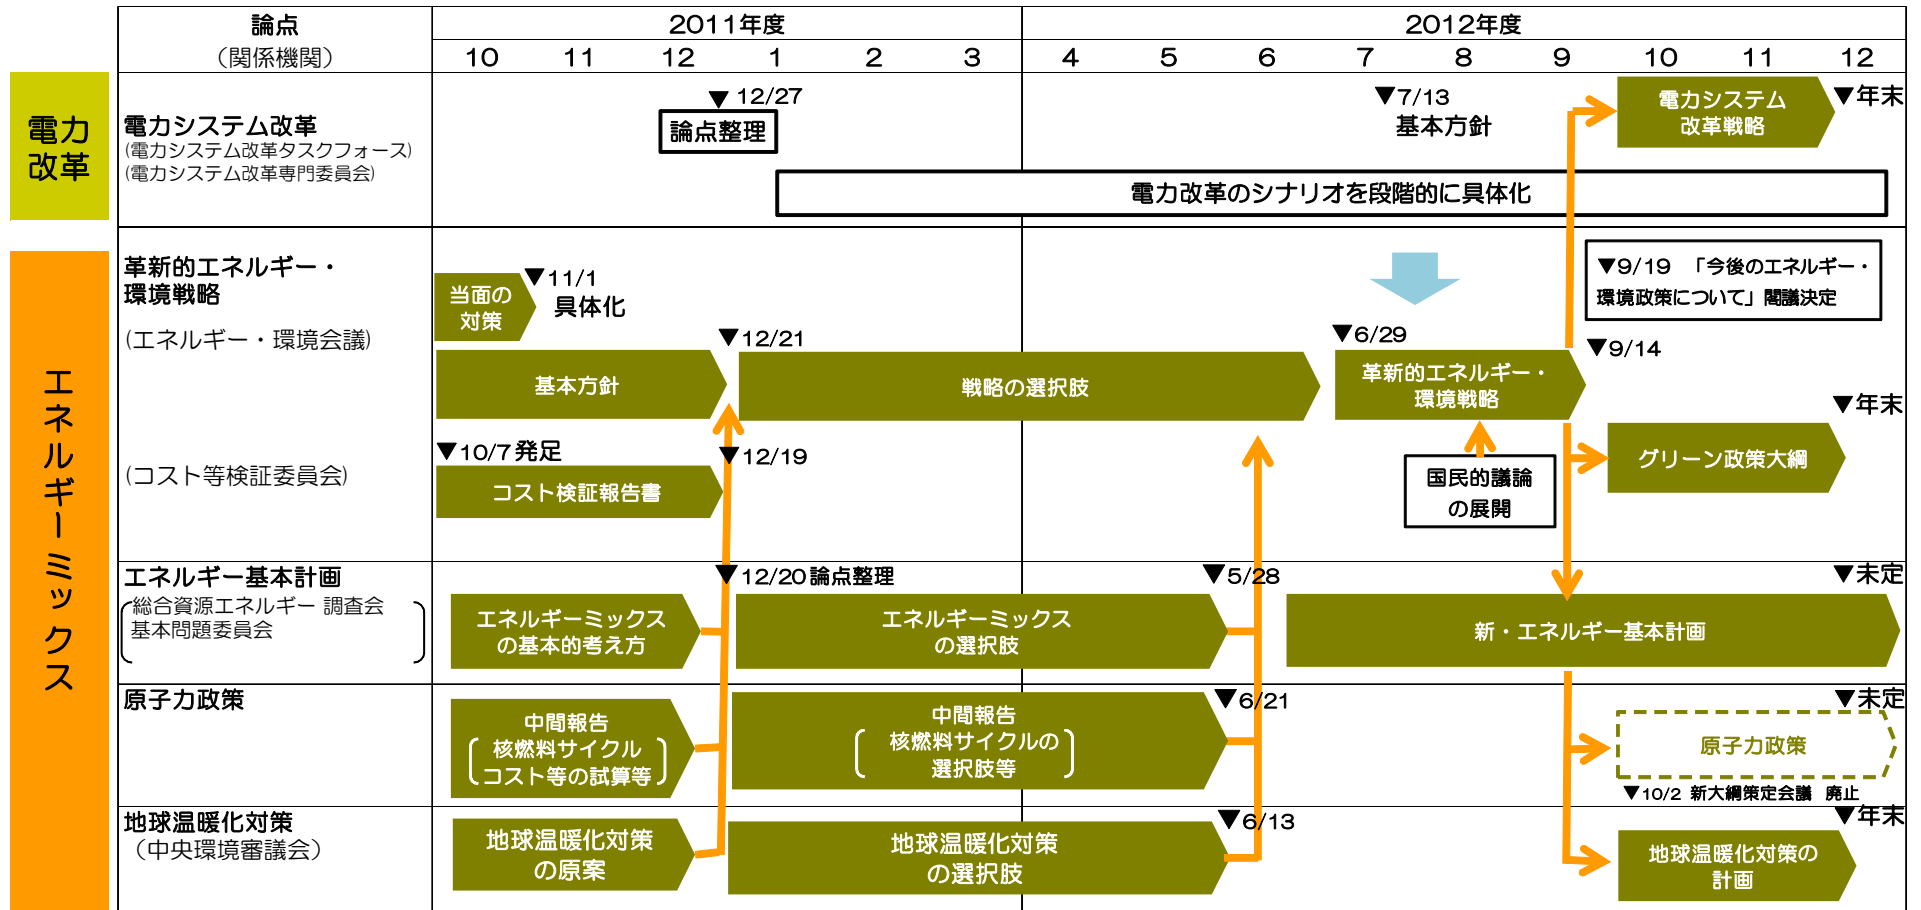 論点
(関係機関)
2011年度
2012年度
10 11 12 1 2 3 4 5 6 7 8 9 10 11 12
電力
改革
電力システム改革
(電力システム改革タスクフォース)
(電力システム改革専門委員会)
▼ 12/27
論点整理
▼7/13
基本方針
電力システム
改革戦略
▼年末
電力改革のシナリオを段階的に具体化
エネルギーミックス
革新的エネルギー・
環境戦略
(エネルギー・環境会議)
当面の
対策
▼11/1
具体化
▼9/19 「今後のエネルギー・
環境政策について」閣議決定
▼12/21
▼6/29
▼9/14
基本方針
戦略の選択肢
革新的エネルギー・
環境戦略
▼年末
(コスト等検証委員会)
▼10/7発足
▼12/19
コスト検証報告書
国民的議論
の展開
グリーン政策大綱
エネルギー基本計画
総合資源エネルギー 調査会
基本問題委員会
▼12/20論点整理
▼5/28
▼未定
エネルギーミックス
の基本的考え方
エネルギーミックス
の選択肢
新・エネルギー基本計画
原子力政策
▼6/21
▼未定
中間報告
核燃料サイクル
コスト等の試算等
中間報告
核燃料サイクルの
選択肢等
原子力政策
▼10/2 新大綱策定会議 廃止
地球温暖化対策
(中央環境審議会)
▼6/13
▼年末
地球温暖化対策
の原案
地球温暖化対策
の選択肢
地球温暖化対策の
計画